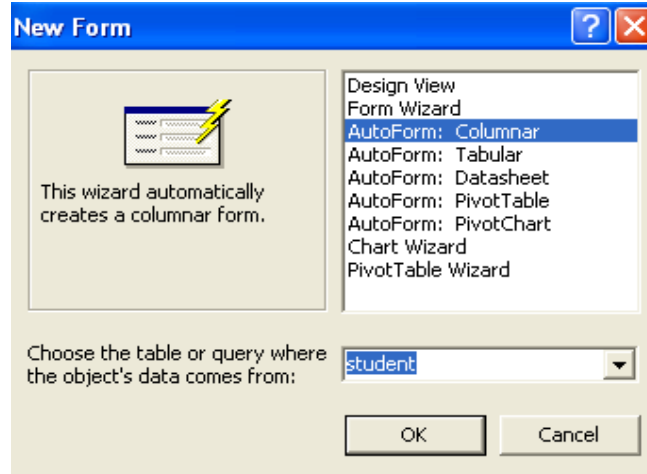 New Form
This wizard automatically
creates a columnar form.
Design View
Form Wizard
AutoForm: Columnar
AutoForm: Tabular
AutoForm: Datasheet
AutoForm: PivotTable
AutoForm: PivotChart
Chart Wizard
PivotTable Wizard
Choose the table or query where
the object's data comes from:
student
OK
Cancel